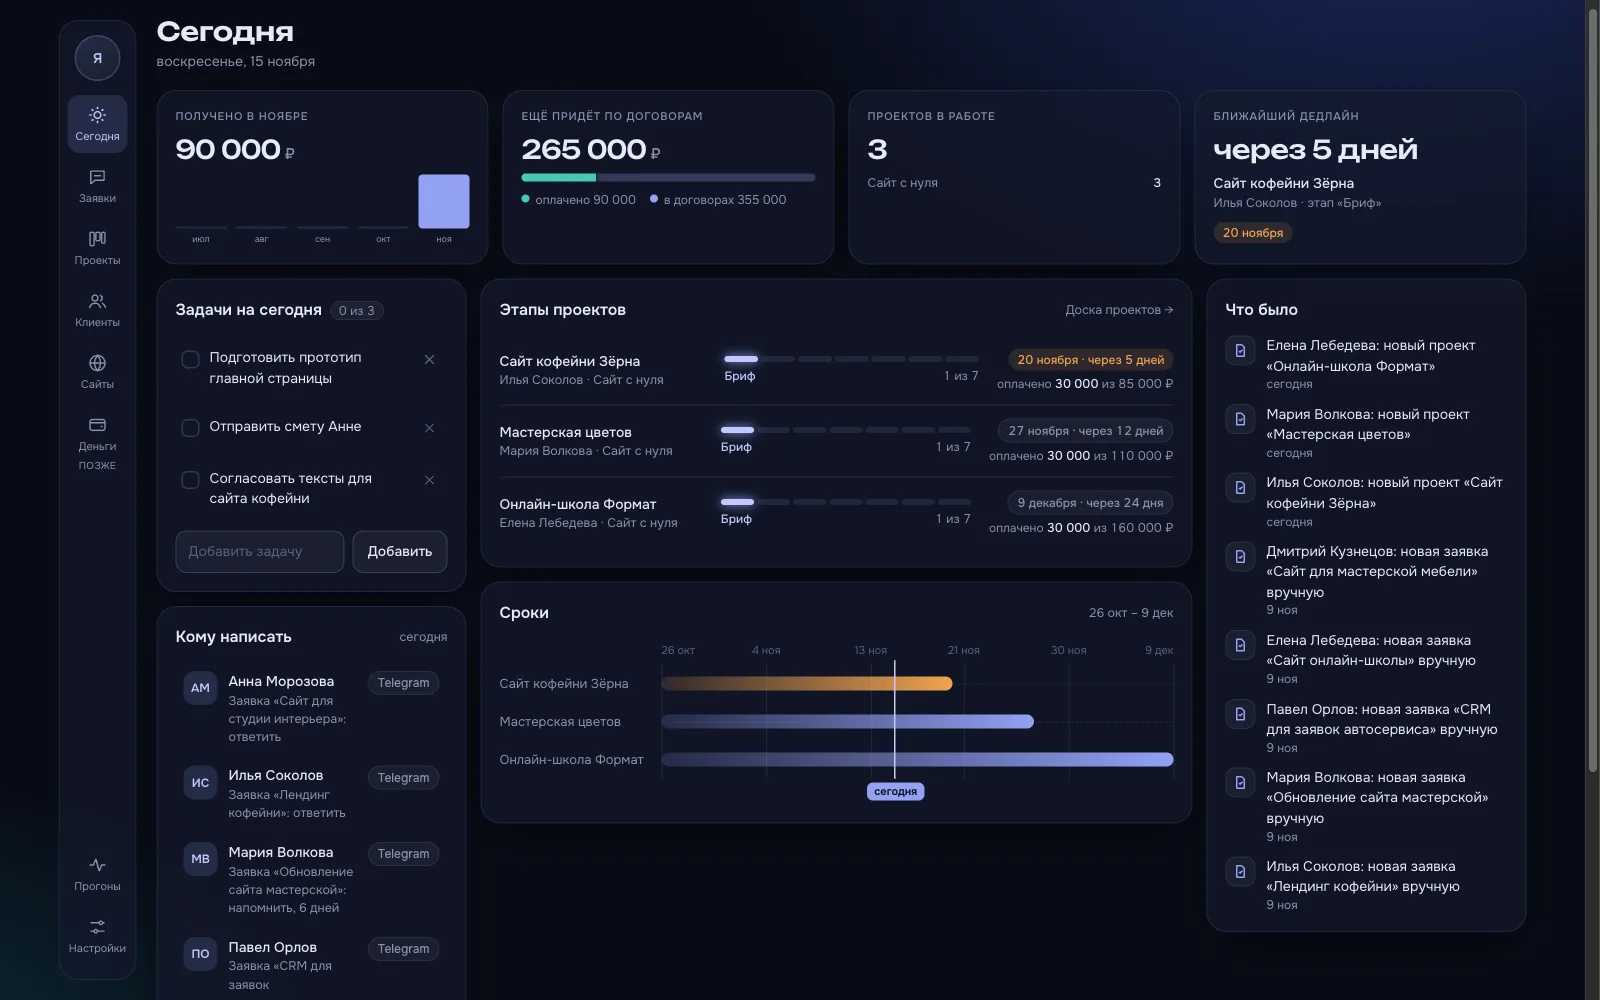 Я
Сегодня
Заявки
Проекты
Клиенты
Сайты
Деньги
ПОЗЖЕ
Прогоны
Настройки
Сегодня
воскресенье, 15 ноября
ПОЛУЧЕНО В НОЯБРЕ
90 000 ₽
июл авг сен окт ноя
ЕЩЁ ПРИДЁТ ПО ДОГОВОРАМ
265 000 ₽
оплачено 90 000 в договорах 355 000
ПРОЕКТОВ В РАБОТЕ
3
Сайт с нуля 3
БЛИЖАЙШИЙ ДЕДЛАЙН
через 5 дней
Сайт кофейни Зёрна
Илья Соколов · этап «Бриф»
20 ноября
Задачи на сегодня 0 из 3
Подготовить прототип
главной страницы
Отправить смету Анне
Согласовать тексты для
сайта кофейни
Добавить задачу Добавить
Кому написать сегодня
АМ
Анна Морозова Telegram
Заявка «Сайт для
студии интерьера»:
ответить
ИС
Илья Соколов Telegram
Заявка «Лендинг
кофейни»: ответить
МВ
Мария Волкова Telegram
Заявка «Обновление
сайта мастерской»:
напомнить, 6 дней
ПО
Павел Орлов Telegram
Заявка «CRM для
заявок
Этапы проектов Доска проектов →
Сайт кофейни Зёрна
Илья Соколов · Сайт с нуля
Бриф 1 из 7
20 ноября · через 5 дней
оплачено 30 000 из 85 000 ₽
Мастерская цветов
Мария Волкова · Сайт с нуля
Бриф 1 из 7
27 ноября · через 12 дней
оплачено 30 000 из 110 000 ₽
Онлайн-школа Формат
Елена Лебедева · Сайт с нуля
Бриф 1 из 7
9 декабря · через 24 дня
оплачено 30 000 из 160 000 ₽
Сроки 26 окт – 9 дек
26 окт 4 ноя 13 ноя 21 ноя 30 ноя 9 дек
Сайт кофейни Зёрна
Мастерская цветов
Онлайн-школа Формат
сегодня
Что было
Елена Лебедева: новый проект
«Онлайн-школа Формат»
сегодня
Мария Волкова: новый проект
«Мастерская цветов»
сегодня
Илья Соколов: новый проект «Сайт
кофейни Зёрна»
сегодня
Дмитрий Кузнецов: новая заявка
«Сайт для мастерской мебели»
вручную
9 ноя
Елена Лебедева: новая заявка
«Сайт онлайн-школы» вручную
9 ноя
Павел Орлов: новая заявка «CRM
для заявок автосервиса» вручную
9 ноя
Мария Волкова: новая заявка
«Обновление сайта мастерской»
вручную
9 ноя
Илья Соколов: новая заявка
«Лендинг кофейни» вручную
9 ноя